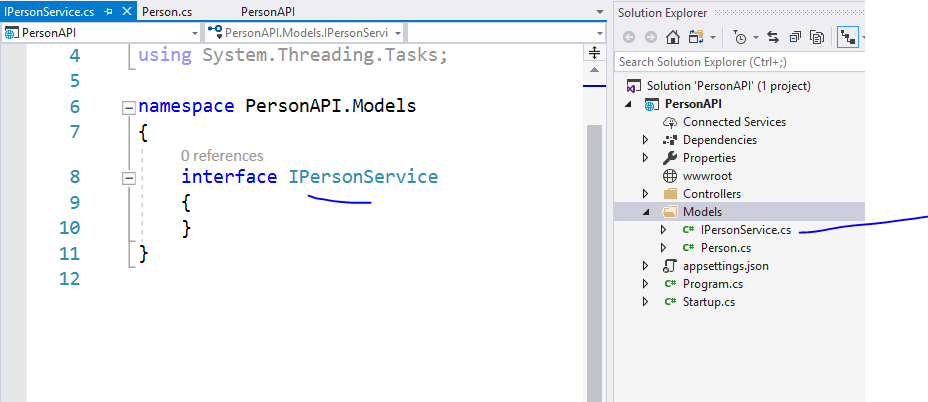 IPersonService.cs
Person.cs
PersonAPI
PersonAPI
PersonAPI.Models.IPersonServi
4 using System.Threading.Tasks;
5
6 namespace PersonAPI.Models
7 {
0 references
8 interface IPersonService
9 {
10 }
11 }
12
Solution Explorer
Search Solution Explorer (Ctrl+;)
Solution 'PersonAPI' (1 project)
PersonAPI
Connected Services
Dependencies
Properties
wwwroot
Controllers
Models
C# IPersonService.cs
C# Person.cs
appsettings.json
C# Program.cs
C# Startup.cs